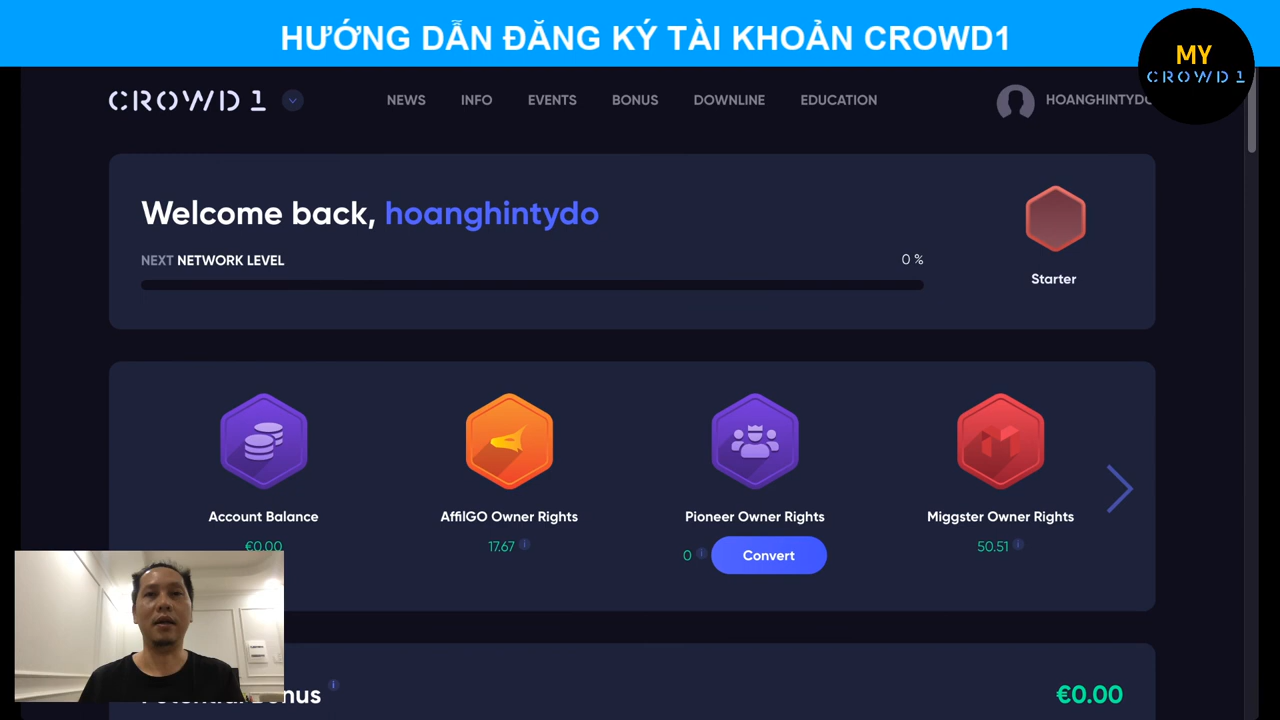 HƯỚNG DẪN ĐĂNG KÝ TÀI KHOẢN CROWD1
MY
CROWD1
CROWD1
NEWS INFO EVENTS BONUS DOWNLINE EDUCATION
HOANGHINTYDO
Welcome back, hoanghintydo
NEXT NETWORK LEVEL
0 %
Starter
Account Balance
€0.00
AffilGO Owner Rights
17.67
Pioneer Owner Rights
0
Convert
Miggster Owner Rights
50.51
€0.00